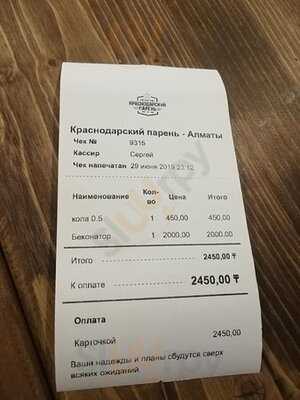 КРАСНОДАРСКИЙ
ПАРЕНЬ
Краснодарский парень - Алматы
Чек № 9315
Кассир Сергей
Чек напечатан 29 июня 2019 23:12
Наименование Кол-во Цена Итого
кола 0.5 1 450,00 450,00
Беконатор 1 2000,00 2000,00
Итого 2450,00 ₸
К оплате 2450,00 ₸
Оплата
Карточкой 2450,00
Ваши надежды и планы сбудутся сверх
всяких ожиданий.